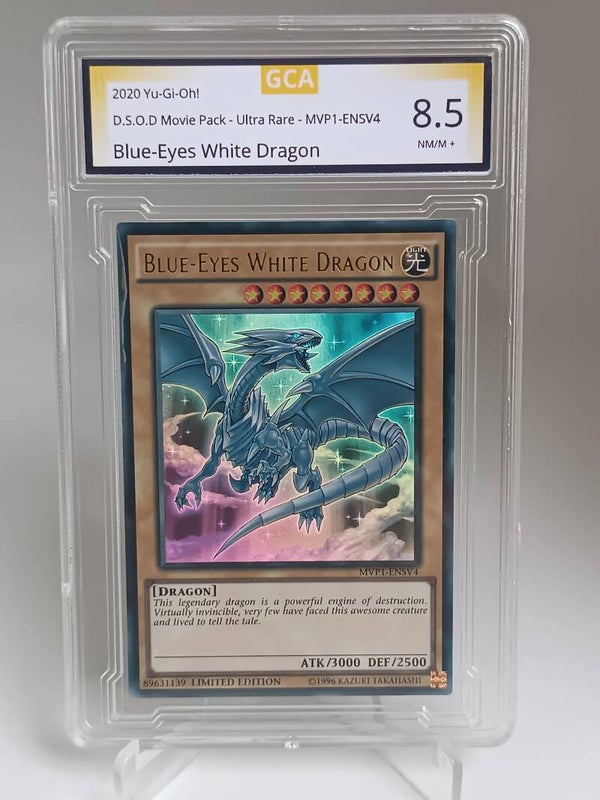 GCA
2020 Yu-Gi-Oh!
D.S.O.D Movie Pack - Ultra Rare - MVP1-ENSV4
Blue-Eyes White Dragon
8.5
NM/M +
BLUE-EYES WHITE DRAGON
LIGHT
光
MVP1-ENSV4
[DRAGON]
This legendary dragon is a powerful engine of destruction.
Virtually invincible, very few have faced this awesome creature
and lived to tell the tale.
ATK/3000 DEF/2500
89631139 LIMITED EDITION ©1996 KAZUKI TAKAHASHI